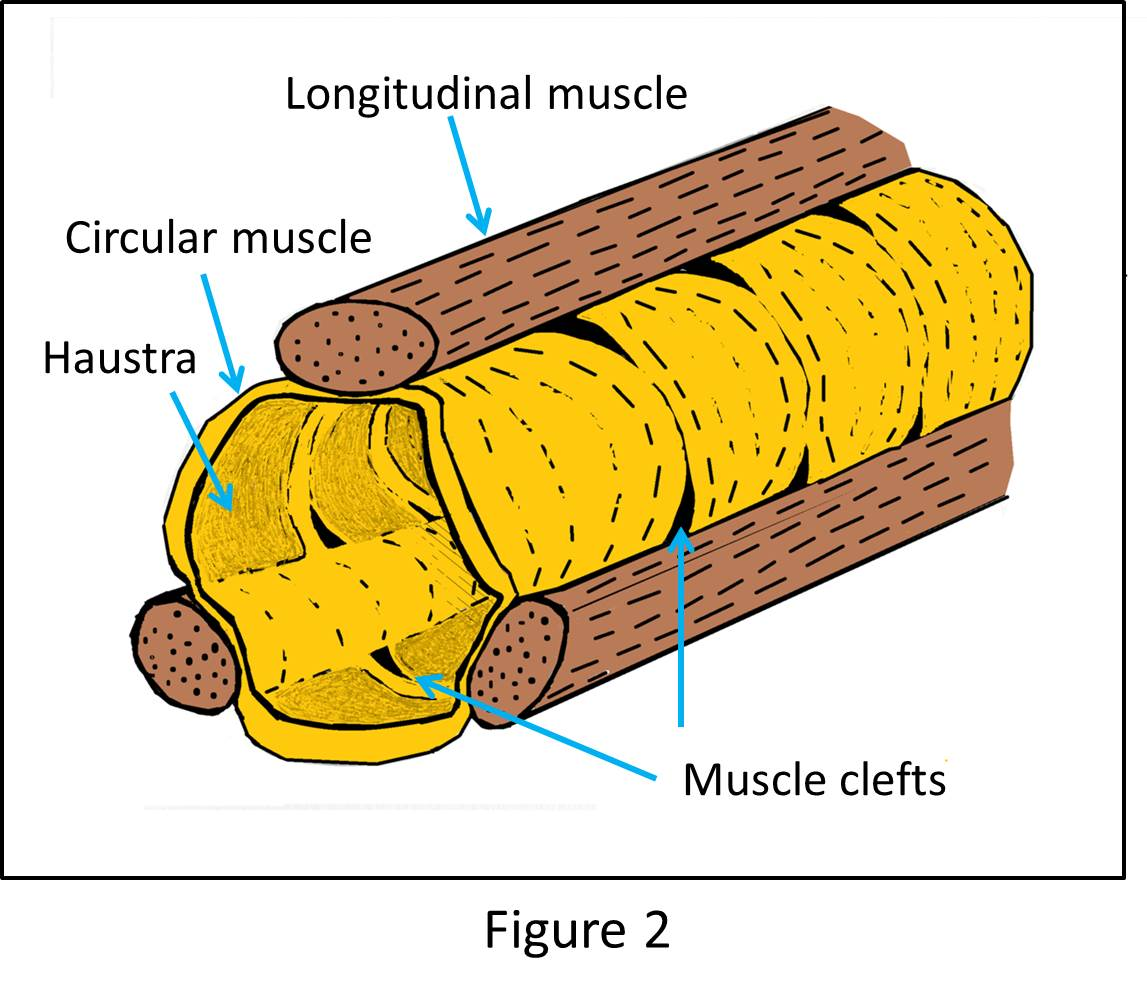 Longitudinal muscle
Circular muscle
Haustra
Muscle clefts
Figure 2